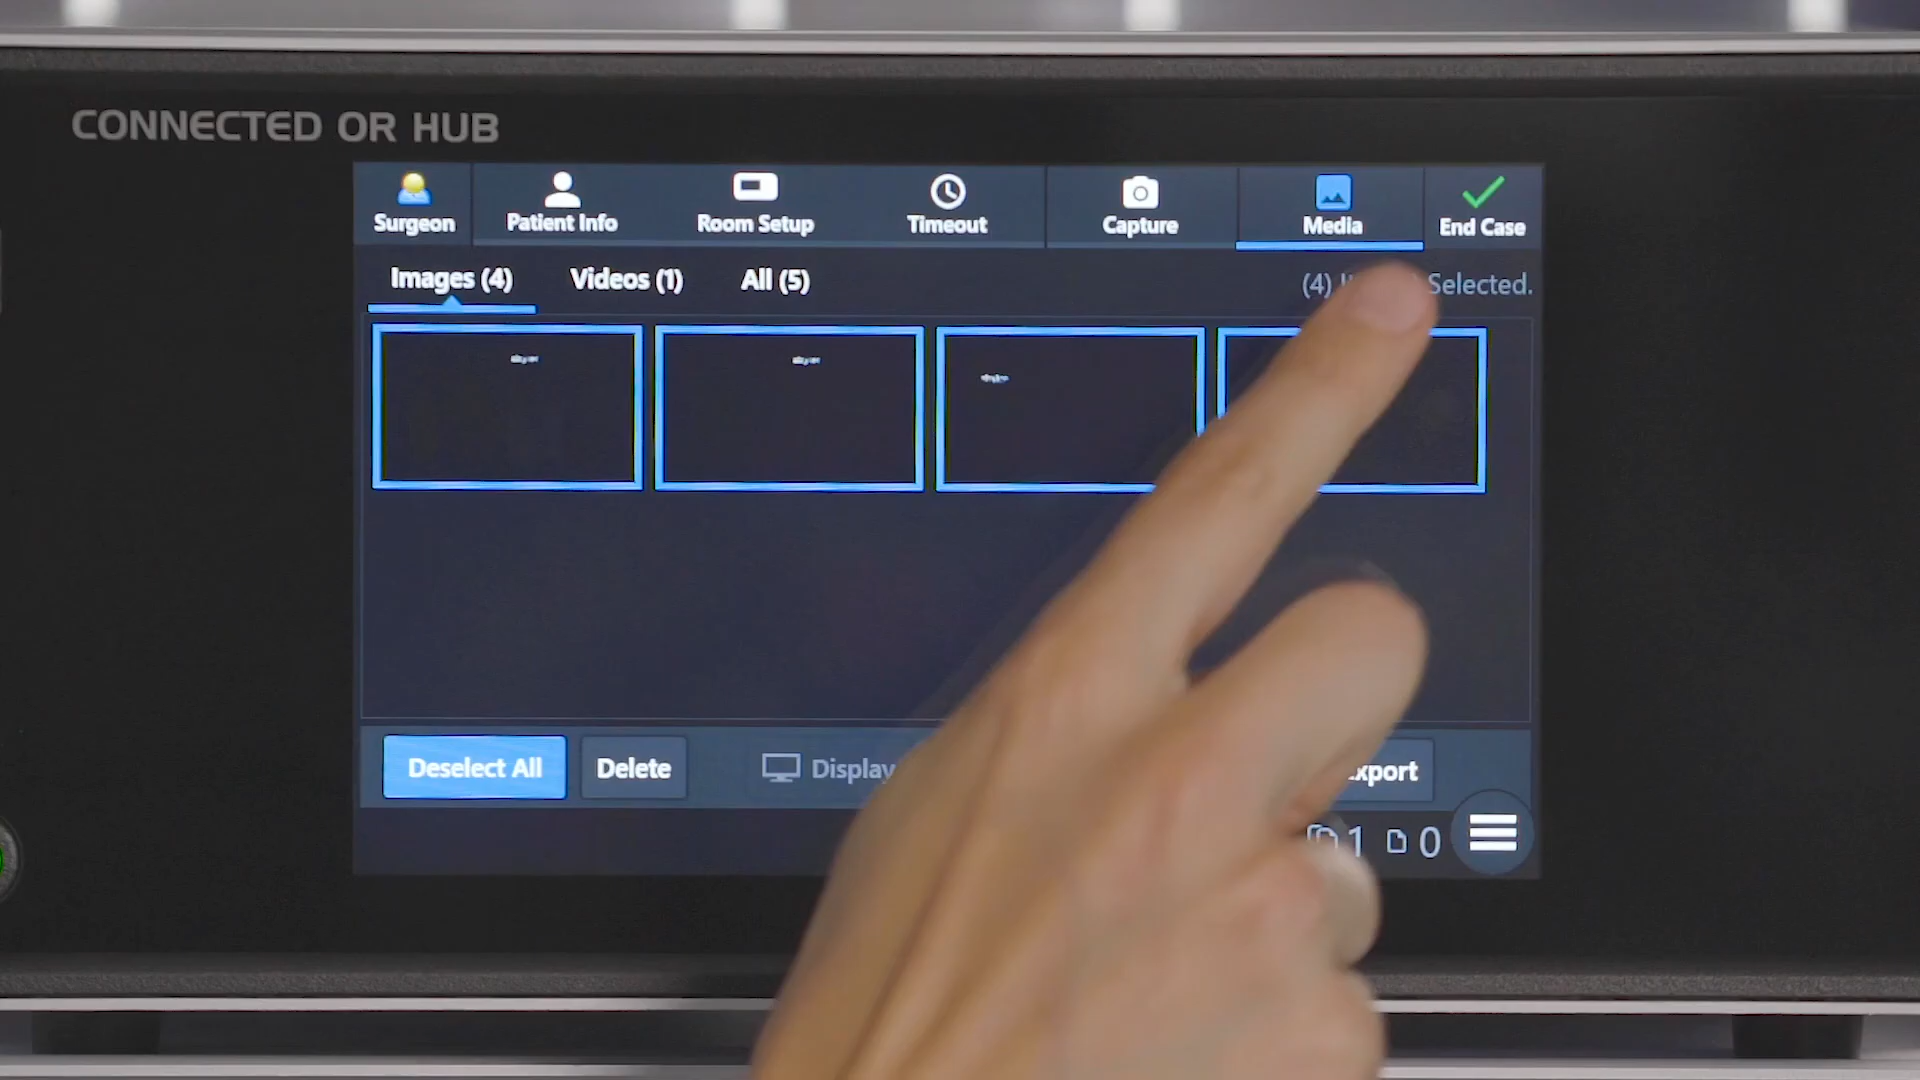 CONNECTED OR HUB
Surgeon
Patient Info
Room Setup
Timeout
Capture
Media
End Case
Images (4)
Videos (1)
All (5)
(4) Selected.
Deselect All
Delete
Display
1
0